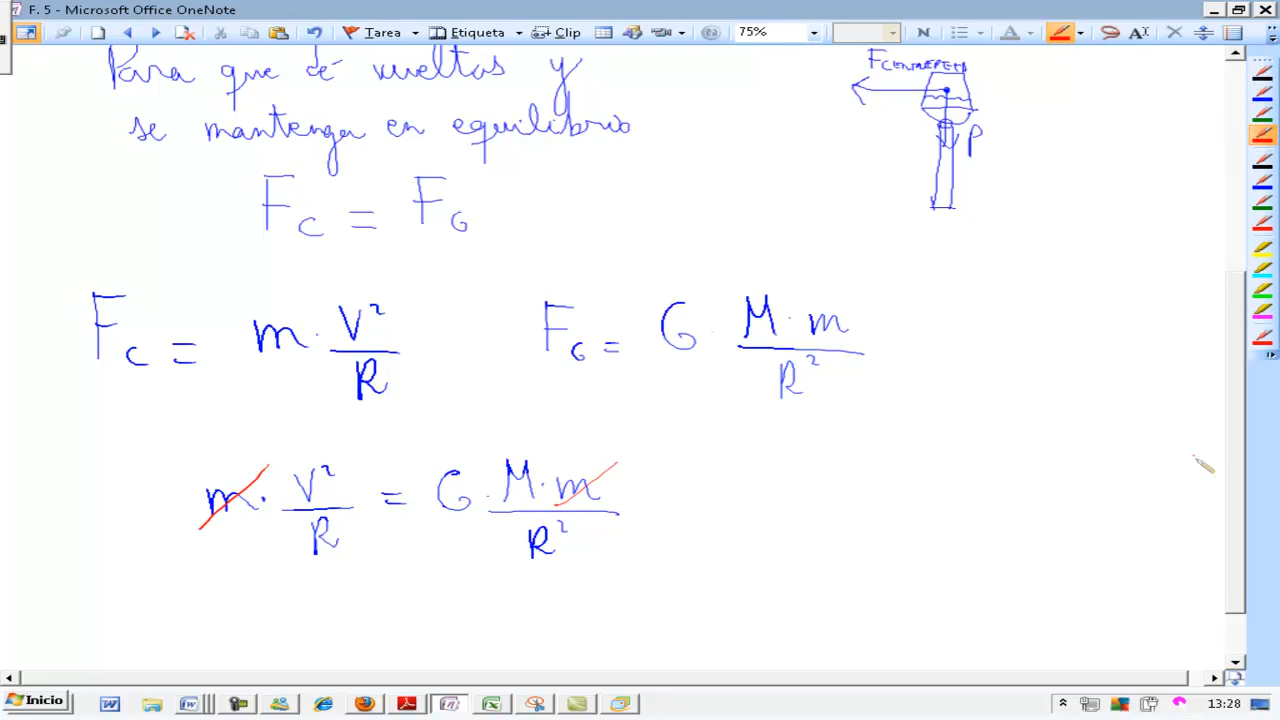 F. 5 - Microsoft Office OneNote
Tarea Etiqueta Clip 75% N A
Para que dé vueltas y
se mantenga en equilibrio
FCENTRÍPETA
P
FC = FG
FC = m · V²/R FG = G · M · m/R²
m · V²/R = G · M · m/R²
Inicio 13:28